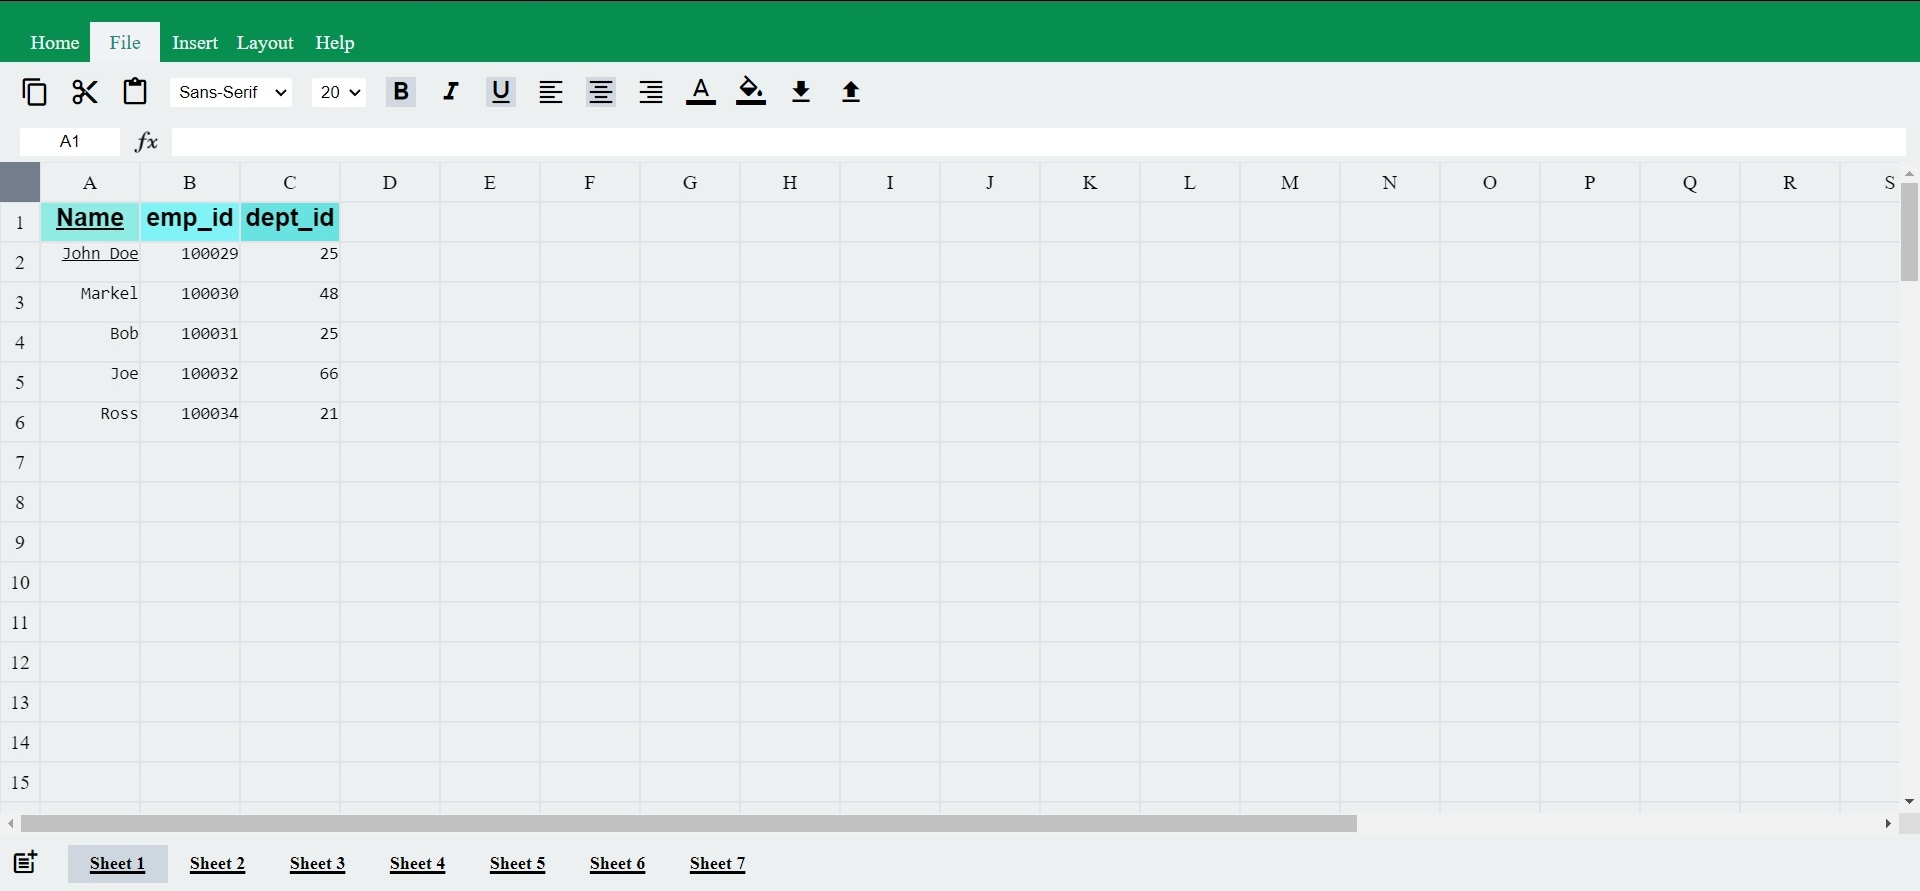 Home File Insert Layout Help
Sans-Serif 20 B I U A
A1 fx
A B C D E F G H I J K L M N O P Q R S
1 Name emp_id dept_id
2 John Doe 100029 25
3 Markel 100030 48
4 Bob 100031 25
5 Joe 100032 66
6 Ross 100034 21
7
8
9
10
11
12
13
14
15
Sheet 1 Sheet 2 Sheet 3 Sheet 4 Sheet 5 Sheet 6 Sheet 7